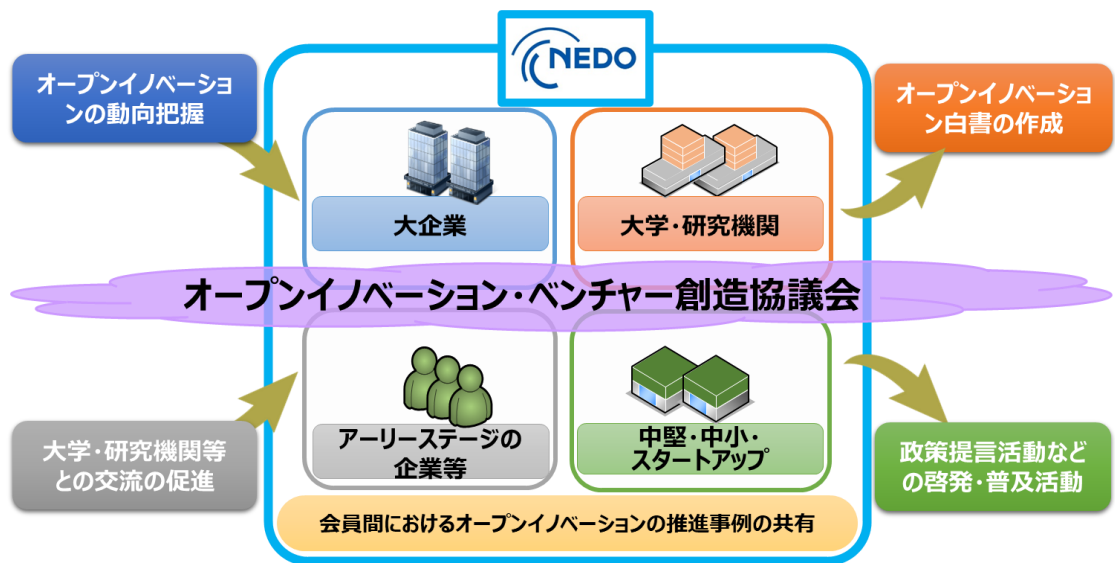 NEDO
オープンイノベーショ
ンの動向把握
オープンイノベーショ
ン白書の作成
大企業
大学・研究機関
オープンイノベーション・ベンチャー創造協議会
アーリーステージの
企業等
中堅・中小・
スタートアップ
大学・研究機関等
との交流の促進
政策提言活動など
の啓発・普及活動
会員間におけるオープンイノベーションの推進事例の共有